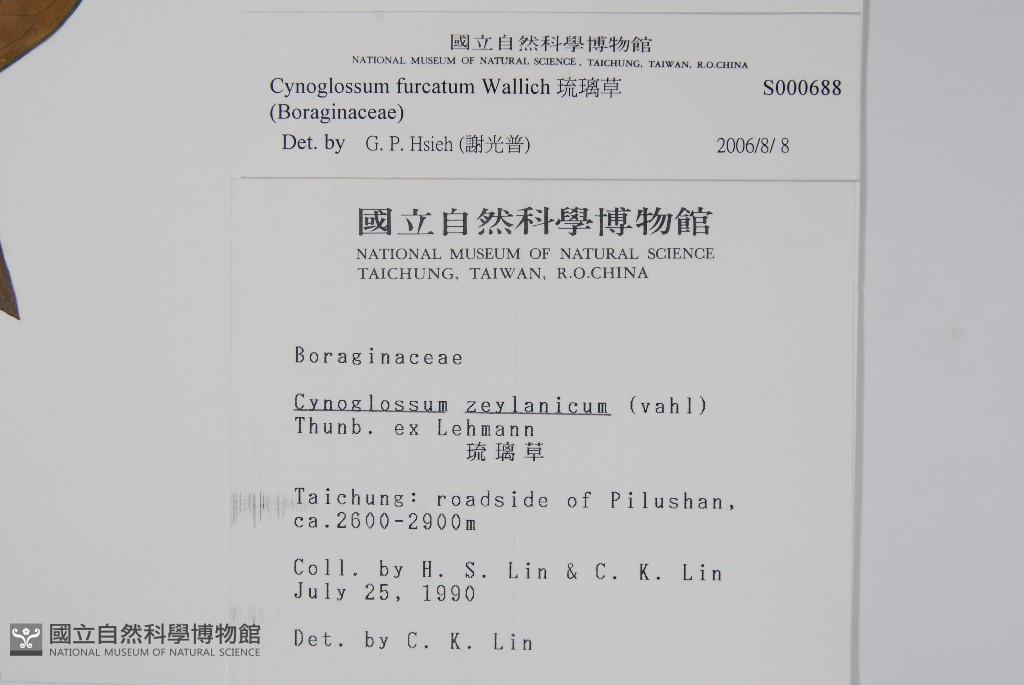 國立自然科學博物館
NATIONAL MUSEUM OF NATURAL SCIENCE, TAICHUNG, TAIWAN, R.O.CHINA
Cynoglossum furcatum Wallich 琉璃草 S000688
(Boraginaceae)
Det. by G. P. Hsieh (謝光普) 2006/8/ 8
國立自然科學博物館
NATIONAL MUSEUM OF NATURAL SCIENCE
TAICHUNG, TAIWAN, R.O.CHINA
Boraginaceae
Cynoglossum zeylanicum (vahl)
Thunb. ex Lehmann
琉璃草
Taichung: roadside of Pilushan,
ca.2600-2900m
Coll. by H. S. Lin & C. K. Lin
July 25, 1990
Det. by C. K. Lin
國立自然科學博物館
NATIONAL MUSEUM OF NATURAL SCIENCE